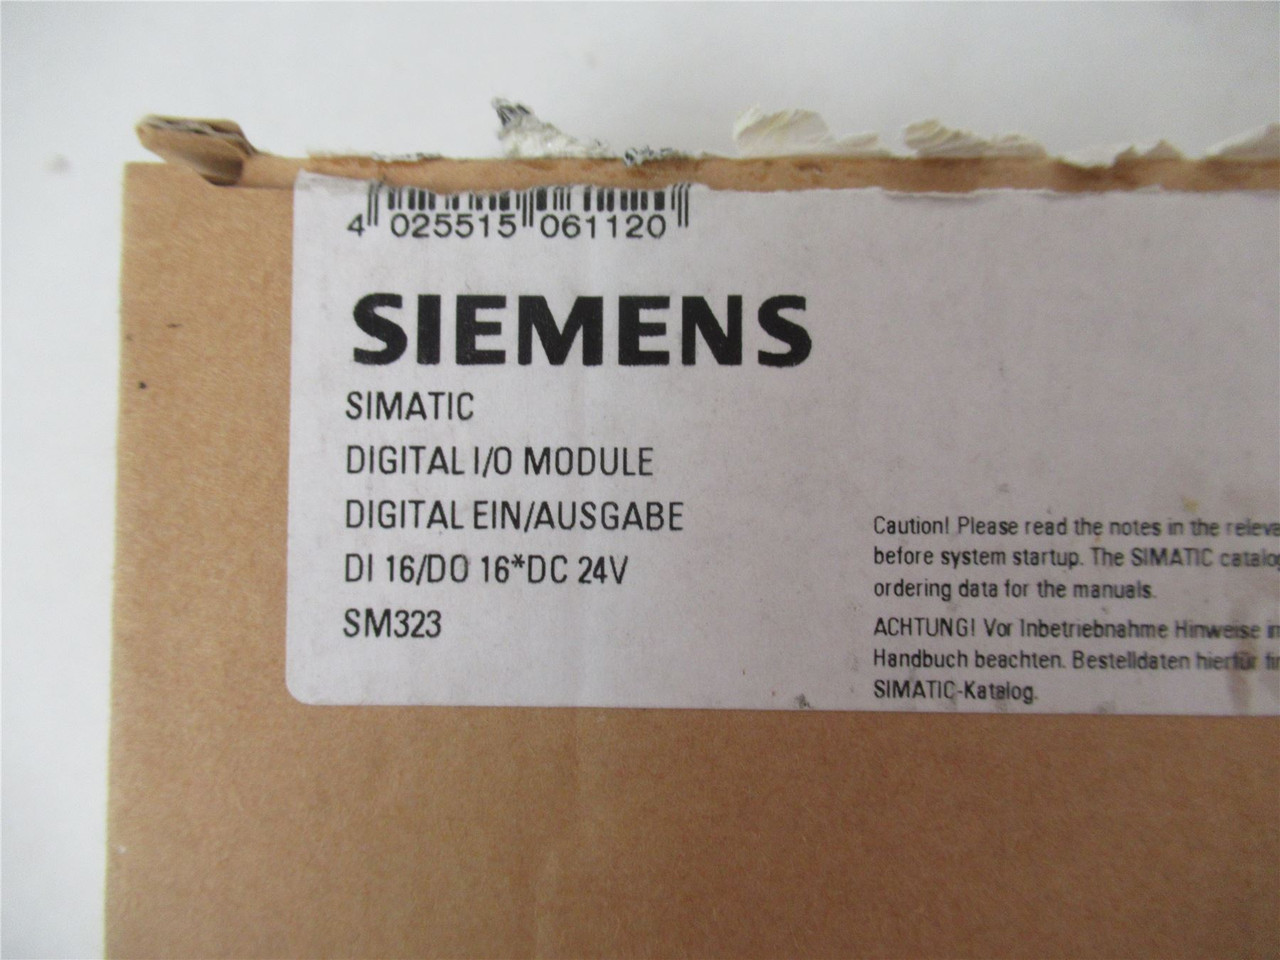 4 025515 061120
SIEMENS
SIMATIC
DIGITAL I/O MODULE
DIGITAL EIN/AUSGABE
DI 16/DO 16*DC 24V
SM323
Caution! Please read the notes in the
before system startup. The SIMATIC
ordering data for the manuals.
ACHTUNG! Vor Inbetriebnahme Hinweise
Handbuch beachten. Bestelldaten hierfür
SIMATIC-Katalog.